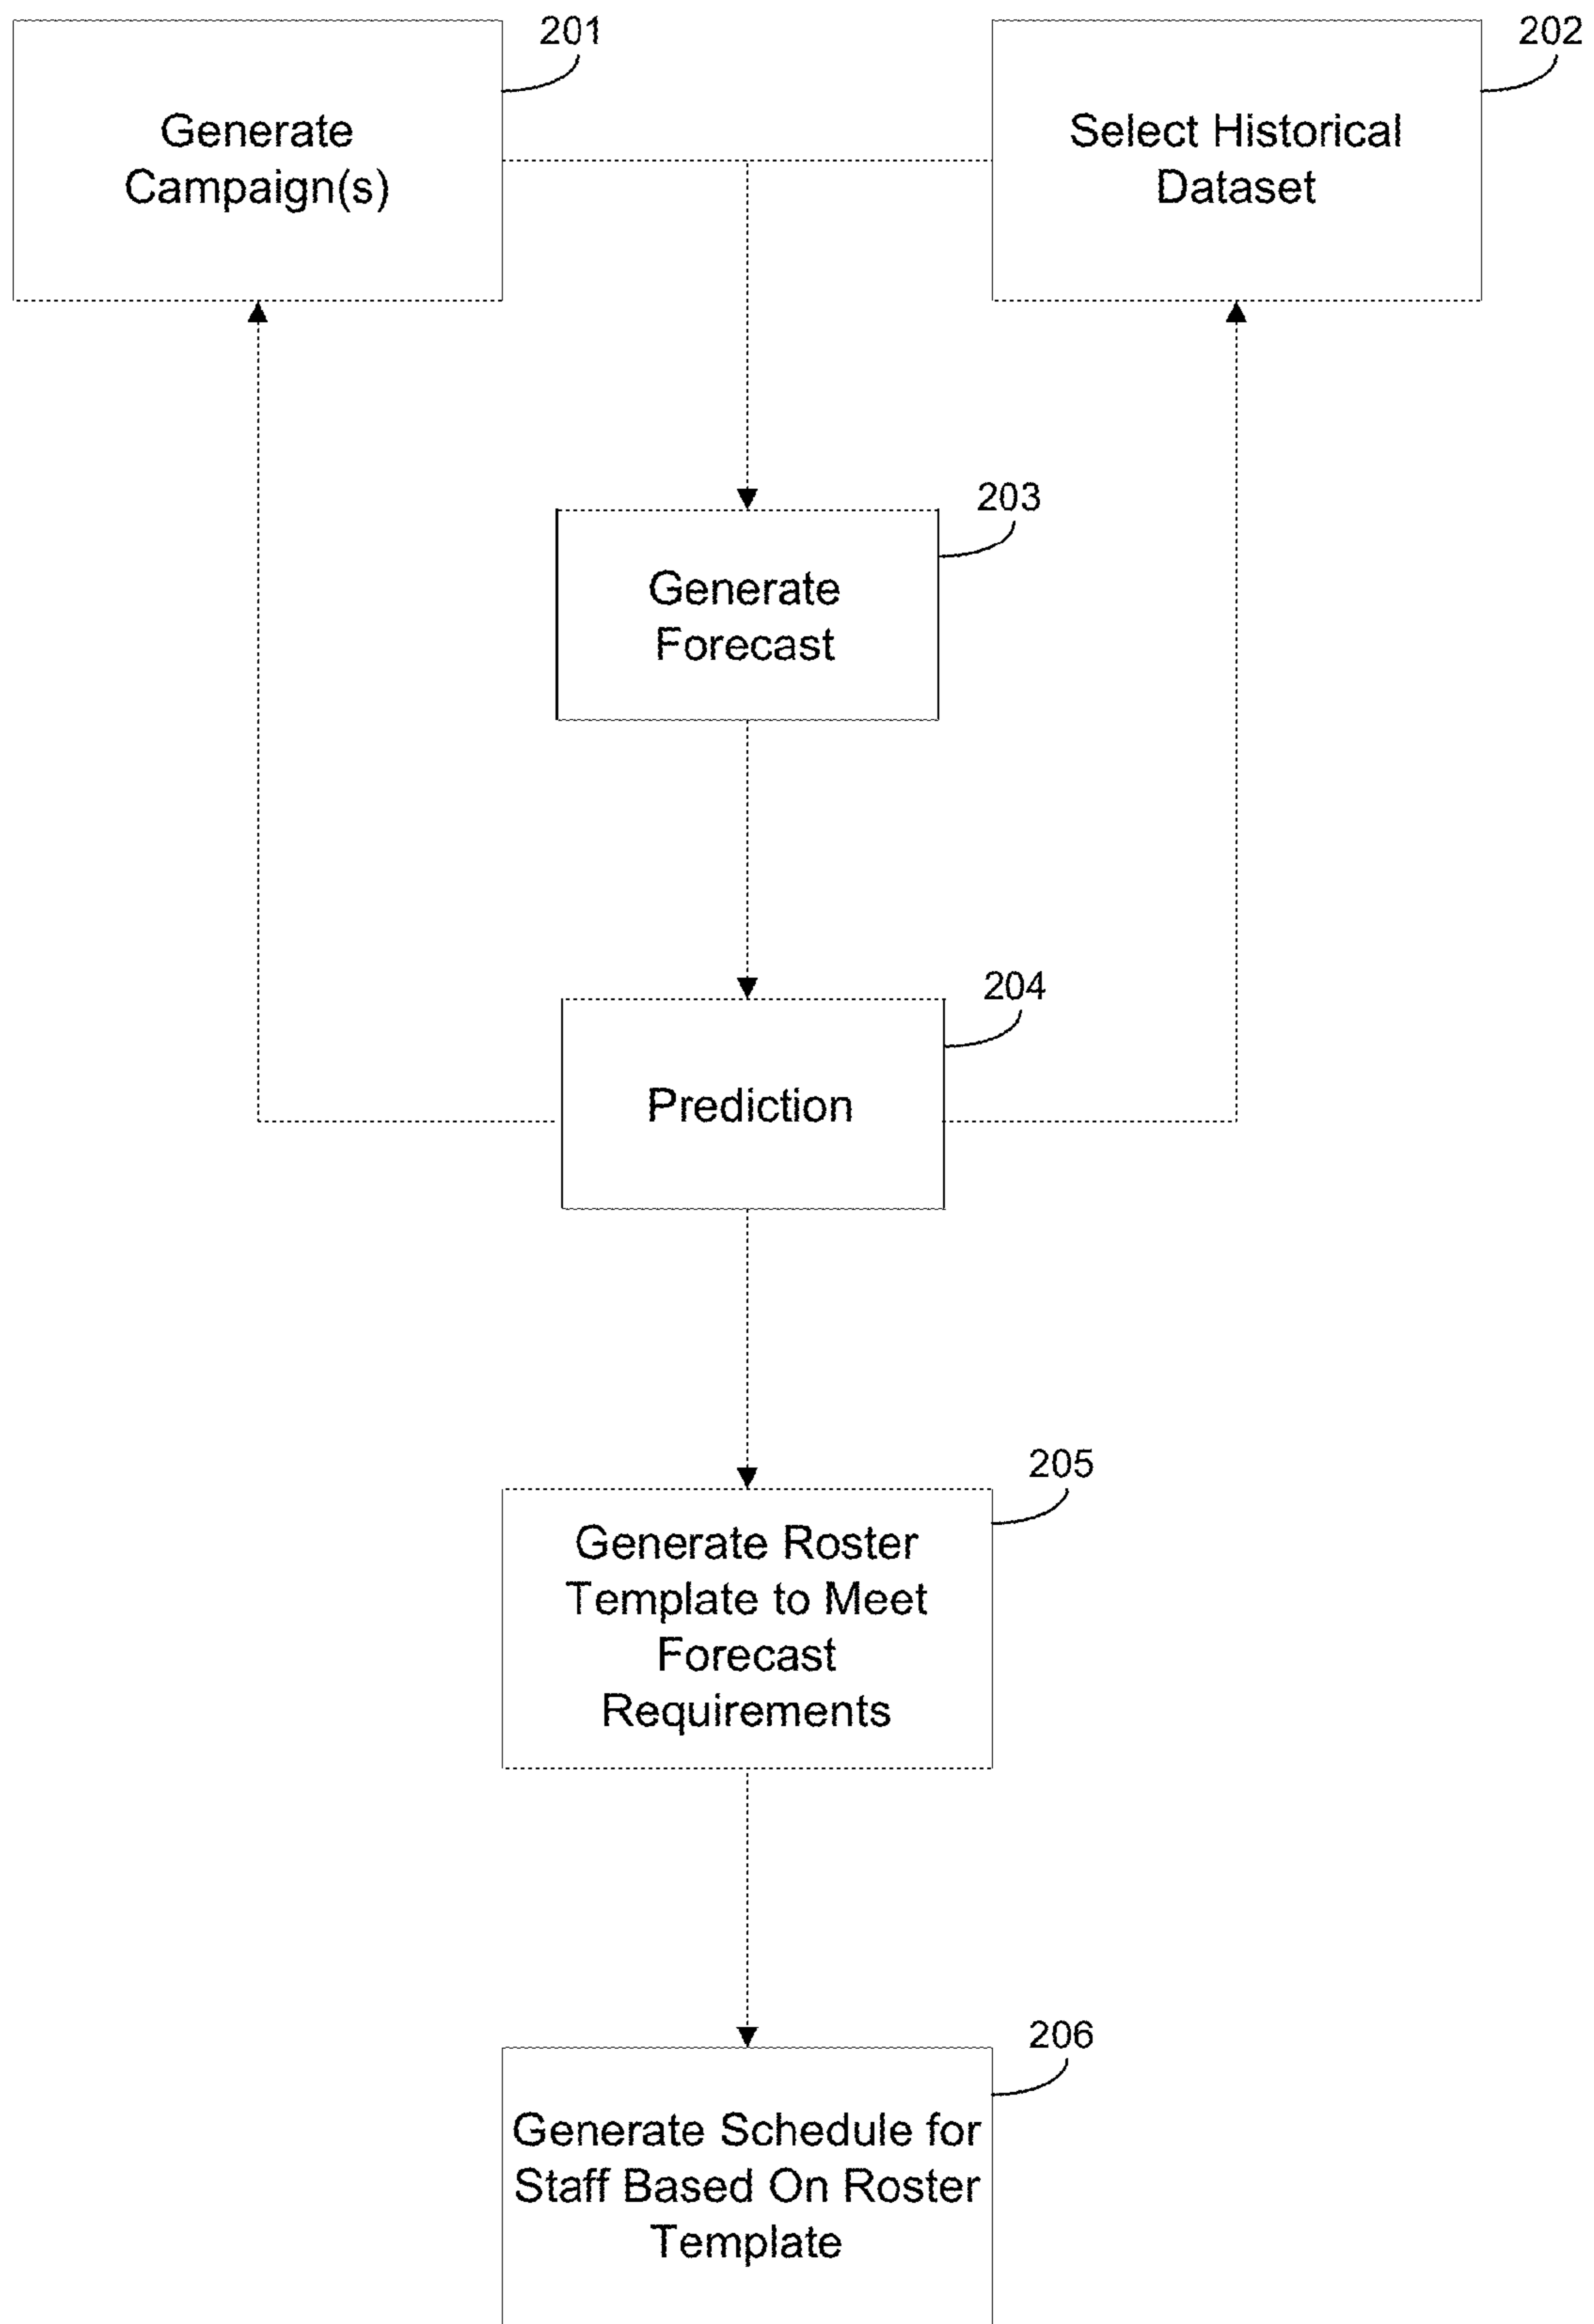 201
Generate
Campaign(s)
202
Select Historical
Dataset
203
Generate
Forecast
204
Prediction
205
Generate Roster
Template to Meet
Forecast
Requirements
206
Generate Schedule for
Staff Based On Roster
Template